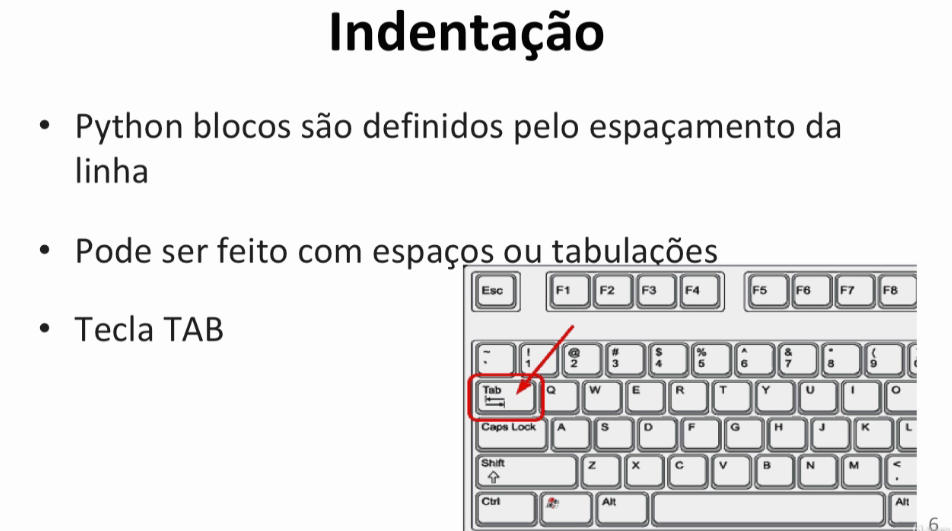 Indentação
• Python blocos são definidos pelo espaçamento da
linha
• Pode ser feito com espaços ou tabulações
• Tecla TAB
Esc F1 F2 F3 F4 F5 F6 F7 F8
~ ` ! 1 @ 2 # 3 $ 4 % 5 ^ 6 & 7 * 8 ( 9
Tab Q W E R T Y U I O
Caps Lock A S D F G H J K L
Shift Z X C V B N M < ,
Ctrl Alt Alt
6